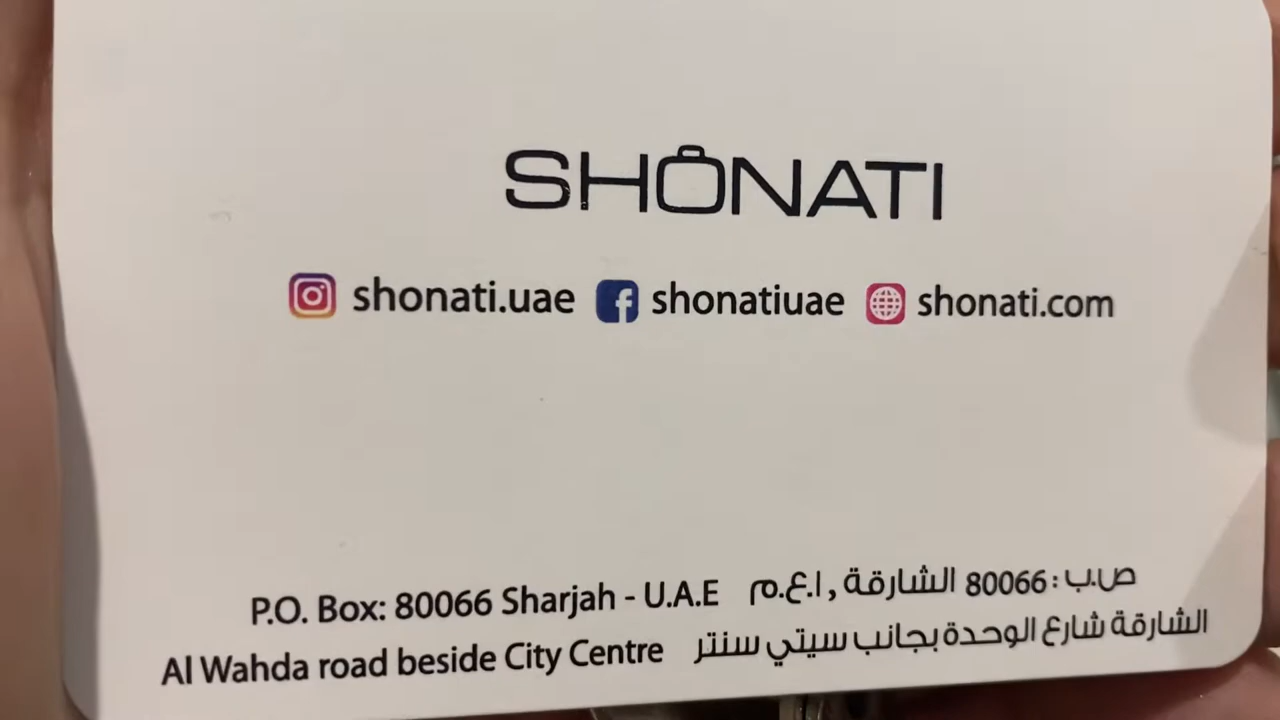 SHONATI
shonati.uae shonatiuae shonati.com
P.O. Box: 80066 Sharjah - U.A.E ص.ب: 80066 الشارقة , ا.ع.م
Al Wahda road beside City Centre الشارقة شارع الوحدة بجانب سيتي سنتر